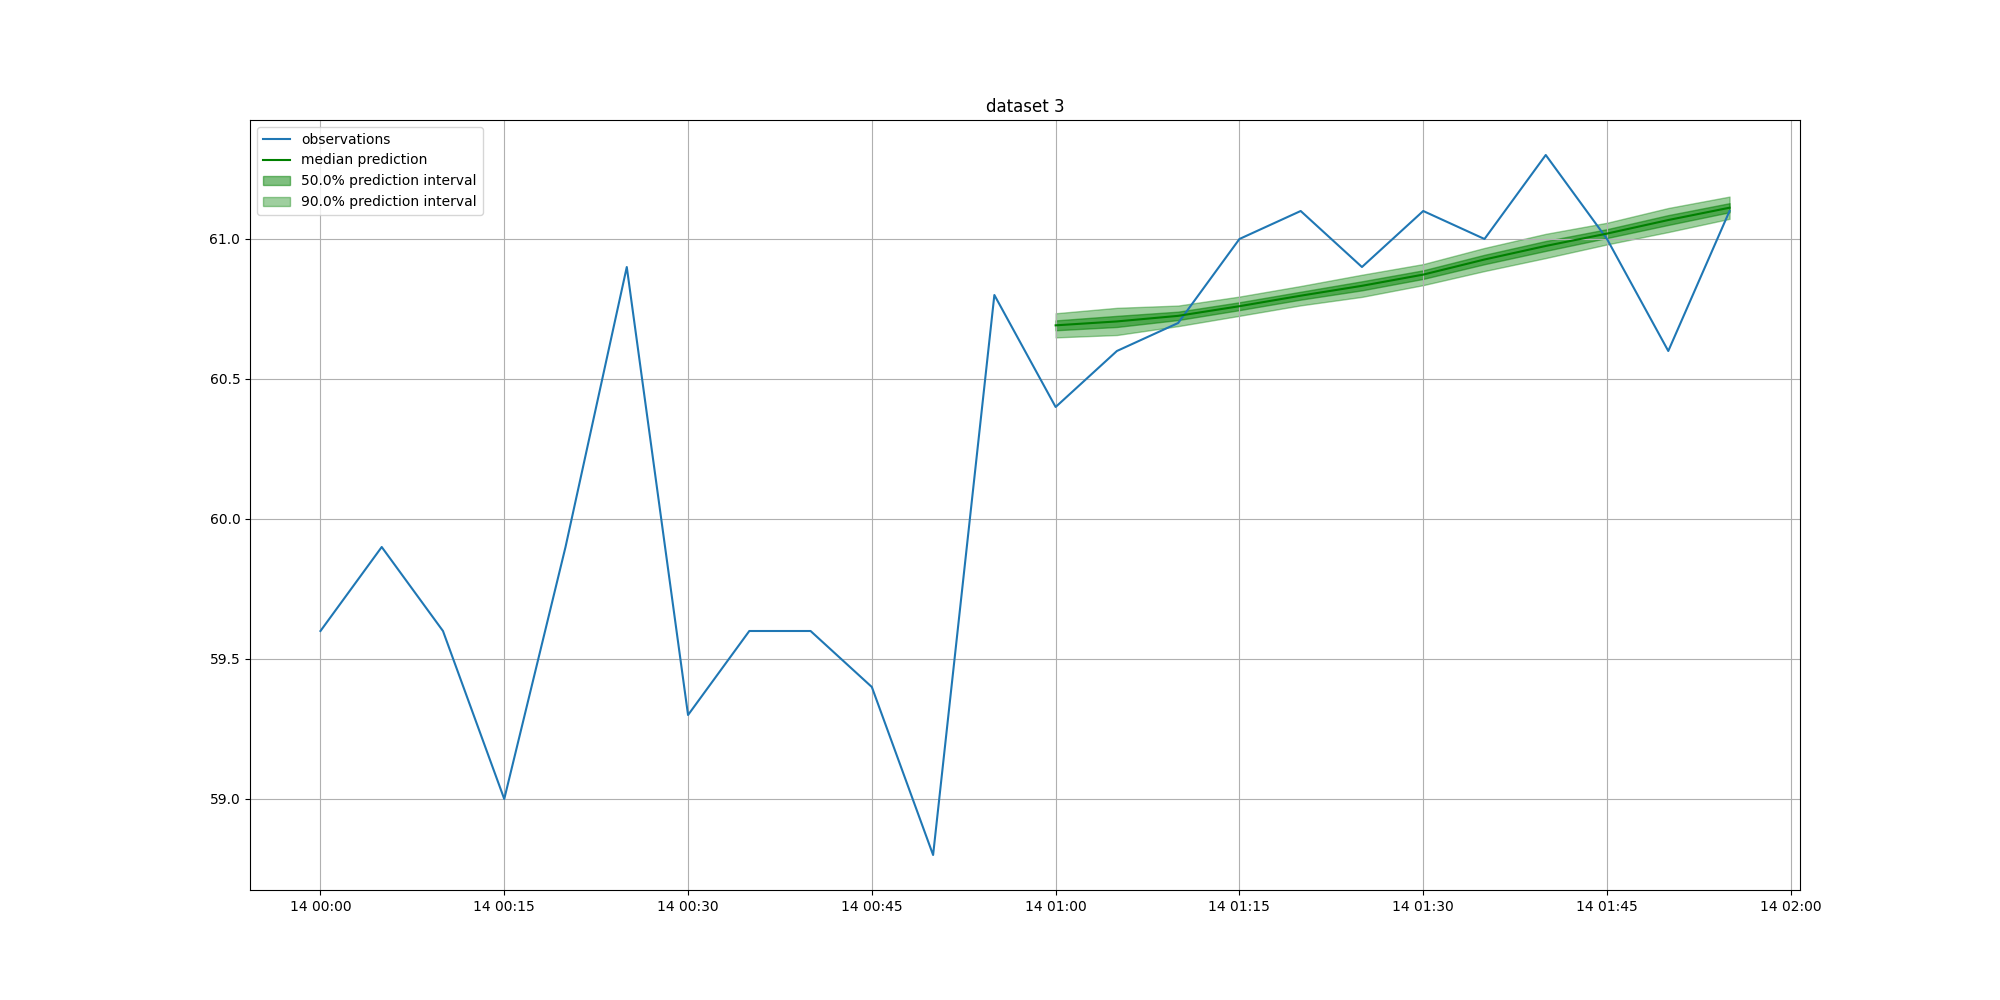 dataset 3
observations
median prediction
50.0% prediction interval
90.0% prediction interval
61.0
60.5
60.0
59.5
59.0
14 00:00 14 00:15 14 00:30 14 00:45 14 01:00 14 01:15 14 01:30 14 01:45 14 02:00